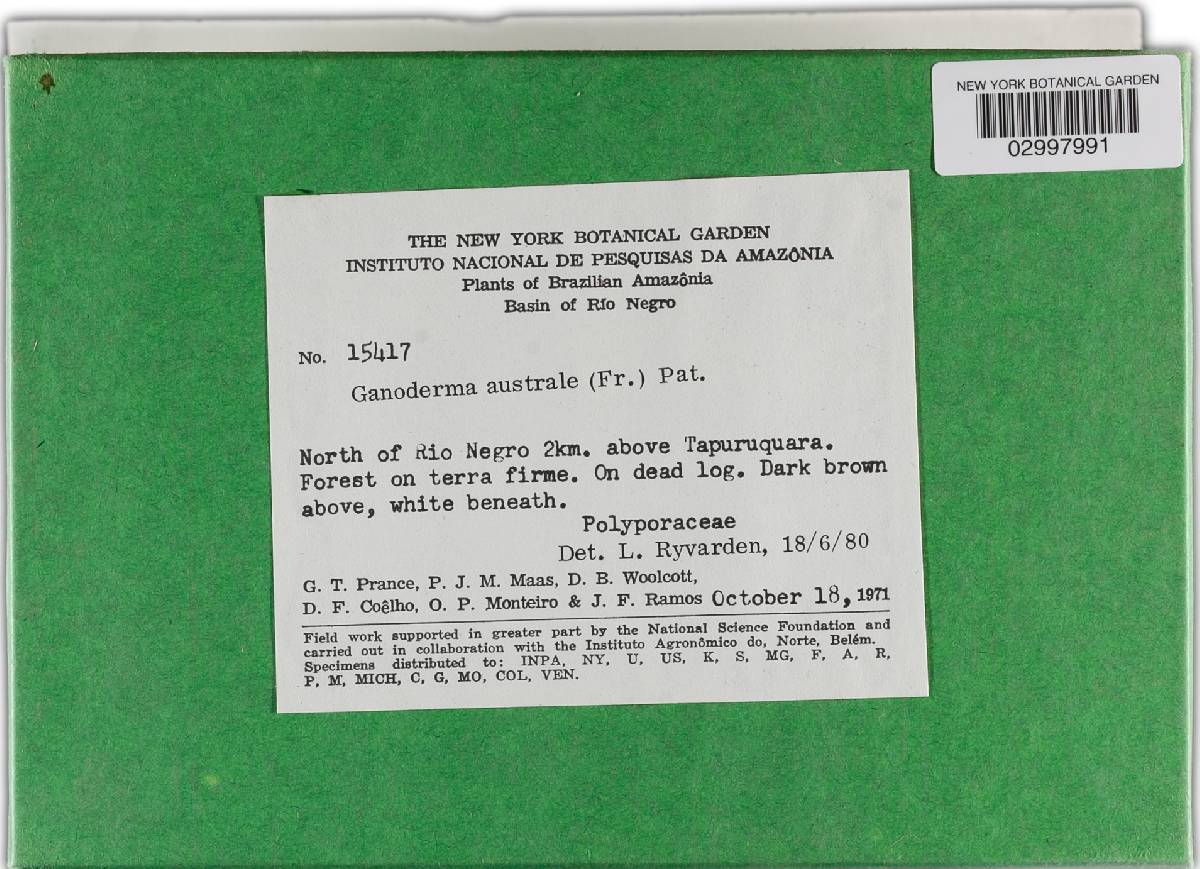 NEW YORK BOTANICAL GARDEN
02997991
THE NEW YORK BOTANICAL GARDEN
INSTITUTO NACIONAL DE PESQUISAS DA AMAZÔNIA
Plants of Brazilian Amazônia
Basin of Río Negro
No. 15417
Ganoderma australe (Fr.) Pat.
North of Rio Negro 2km. above Tapuruquara.
Forest on terra firme. On dead log. Dark brown
above, white beneath.
Polyporaceae
Det. L. Ryvarden, 18/6/80
G. T. Prance, P. J. M. Maas, D. B. Woolcott,
D. F. Coêlho, O. P. Monteiro & J. F. Ramos October 18, 1971
Field work supported in greater part by the National Science Foundation and
carried out in collaboration with the Instituto Agronômico do, Norte, Belém.
Specimens distributed to: INPA, NY, U, US, K, S, MG, F, A, R,
P, M, MICH, C, G, MO, COL, VEN.